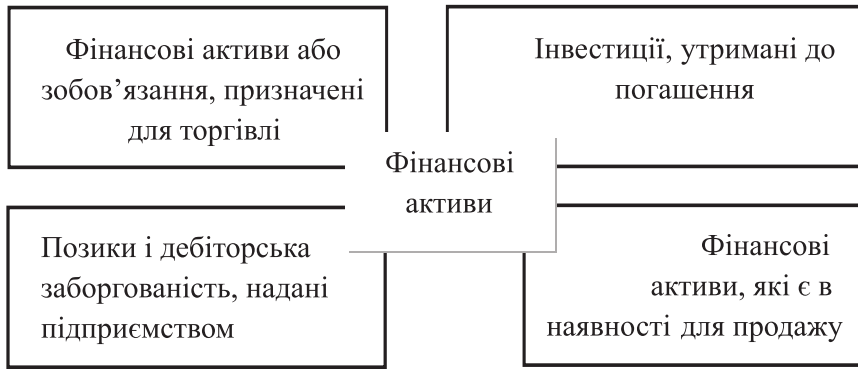 Фінансові активи або
зобов’язання, призначені
для торгівлі
Інвестиції, утримані до
погашення
Фінансові
активи
Позики і дебіторська
заборгованість, надані
підприємством
Фінансові
активи, які є в
наявності для продажу